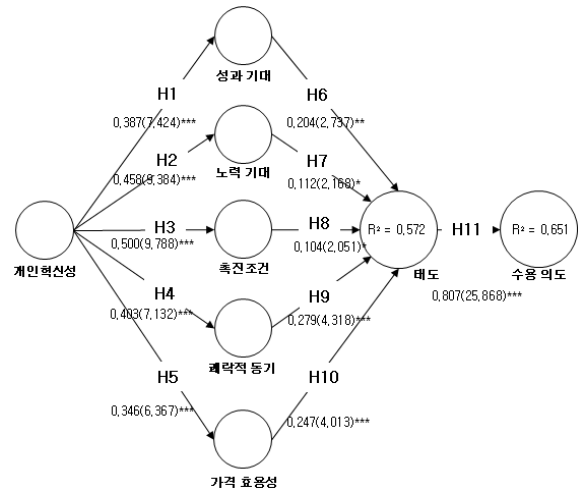 성과 기대
H1
H6
0,387(7,424)***
0,204(2,737)**
H2
노력 기대
H7
0,458(9,384)***
0,112(2,168)*
개인혁신성
H3
0,500(9,788)***
촉진조건
H8
0,104(2,051)*
R² = 0,572
태도
H11
0,807(25,868)***
R² = 0,651
수용 의도
H4
0,403(7,132)***
쾌락적 동기
H9
0,279(4,318)***
H5
0,346(6,367)***
H10
0,247(4,013)***
가격 효용성